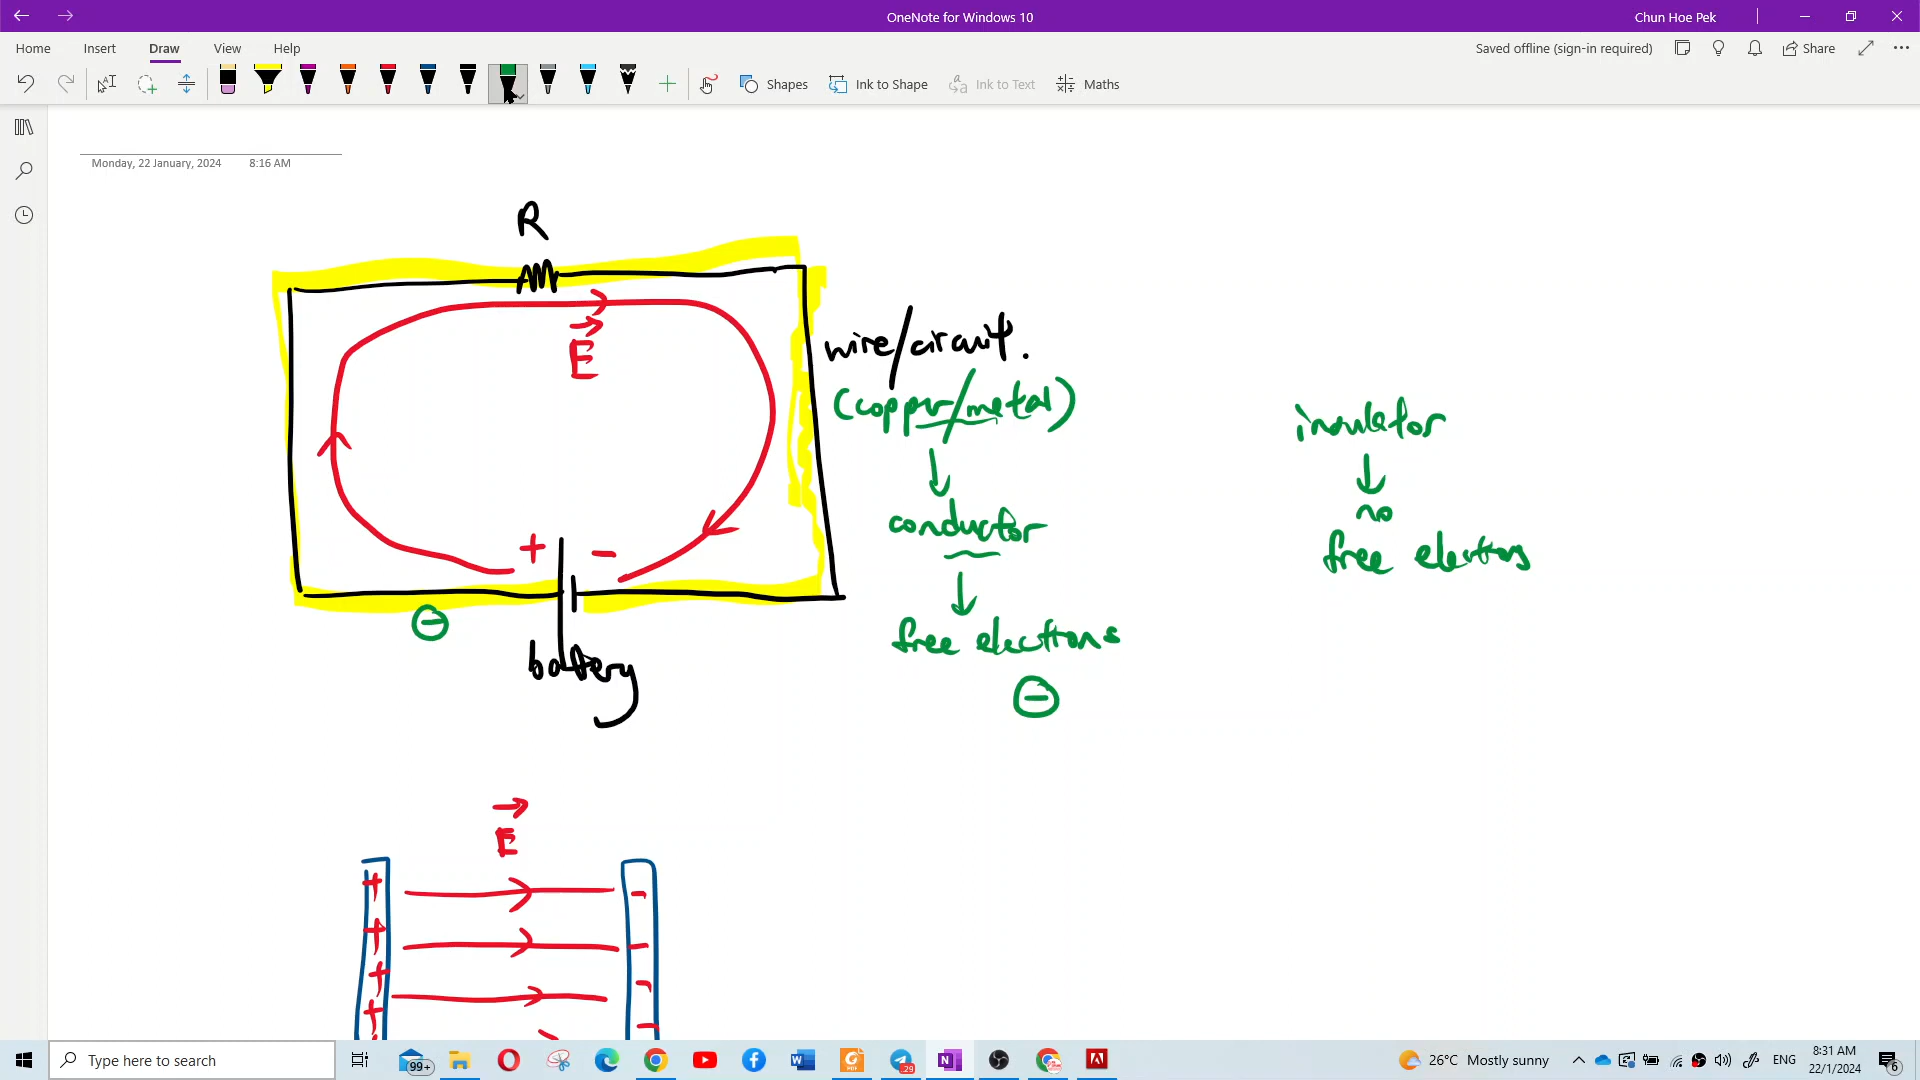 OneNote for Windows 10
Chun Hoe Pek
Home Insert Draw View Help
Saved offline (sign-in required)
Share
Shapes
Ink to Shape
Ink to Text
Maths
Monday, 22 January, 2024 8:16 AM
R
E
wire/circuit.
(copper/metal)
conductor
free electrons
−
insulator
no
free electrons
+ −
−
battery
E
+ −
+ −
+ −
+ −
Type here to search
99+
29
26°C Mostly sunny
ENG
8:31 AM
22/1/2024
6